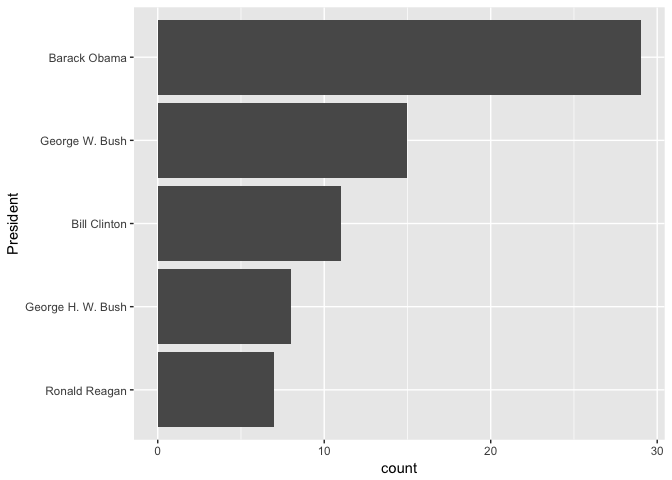 Barack Obama
George W. Bush
Bill Clinton
George H. W. Bush
Ronald Reagan
President
0 10 20 30
count